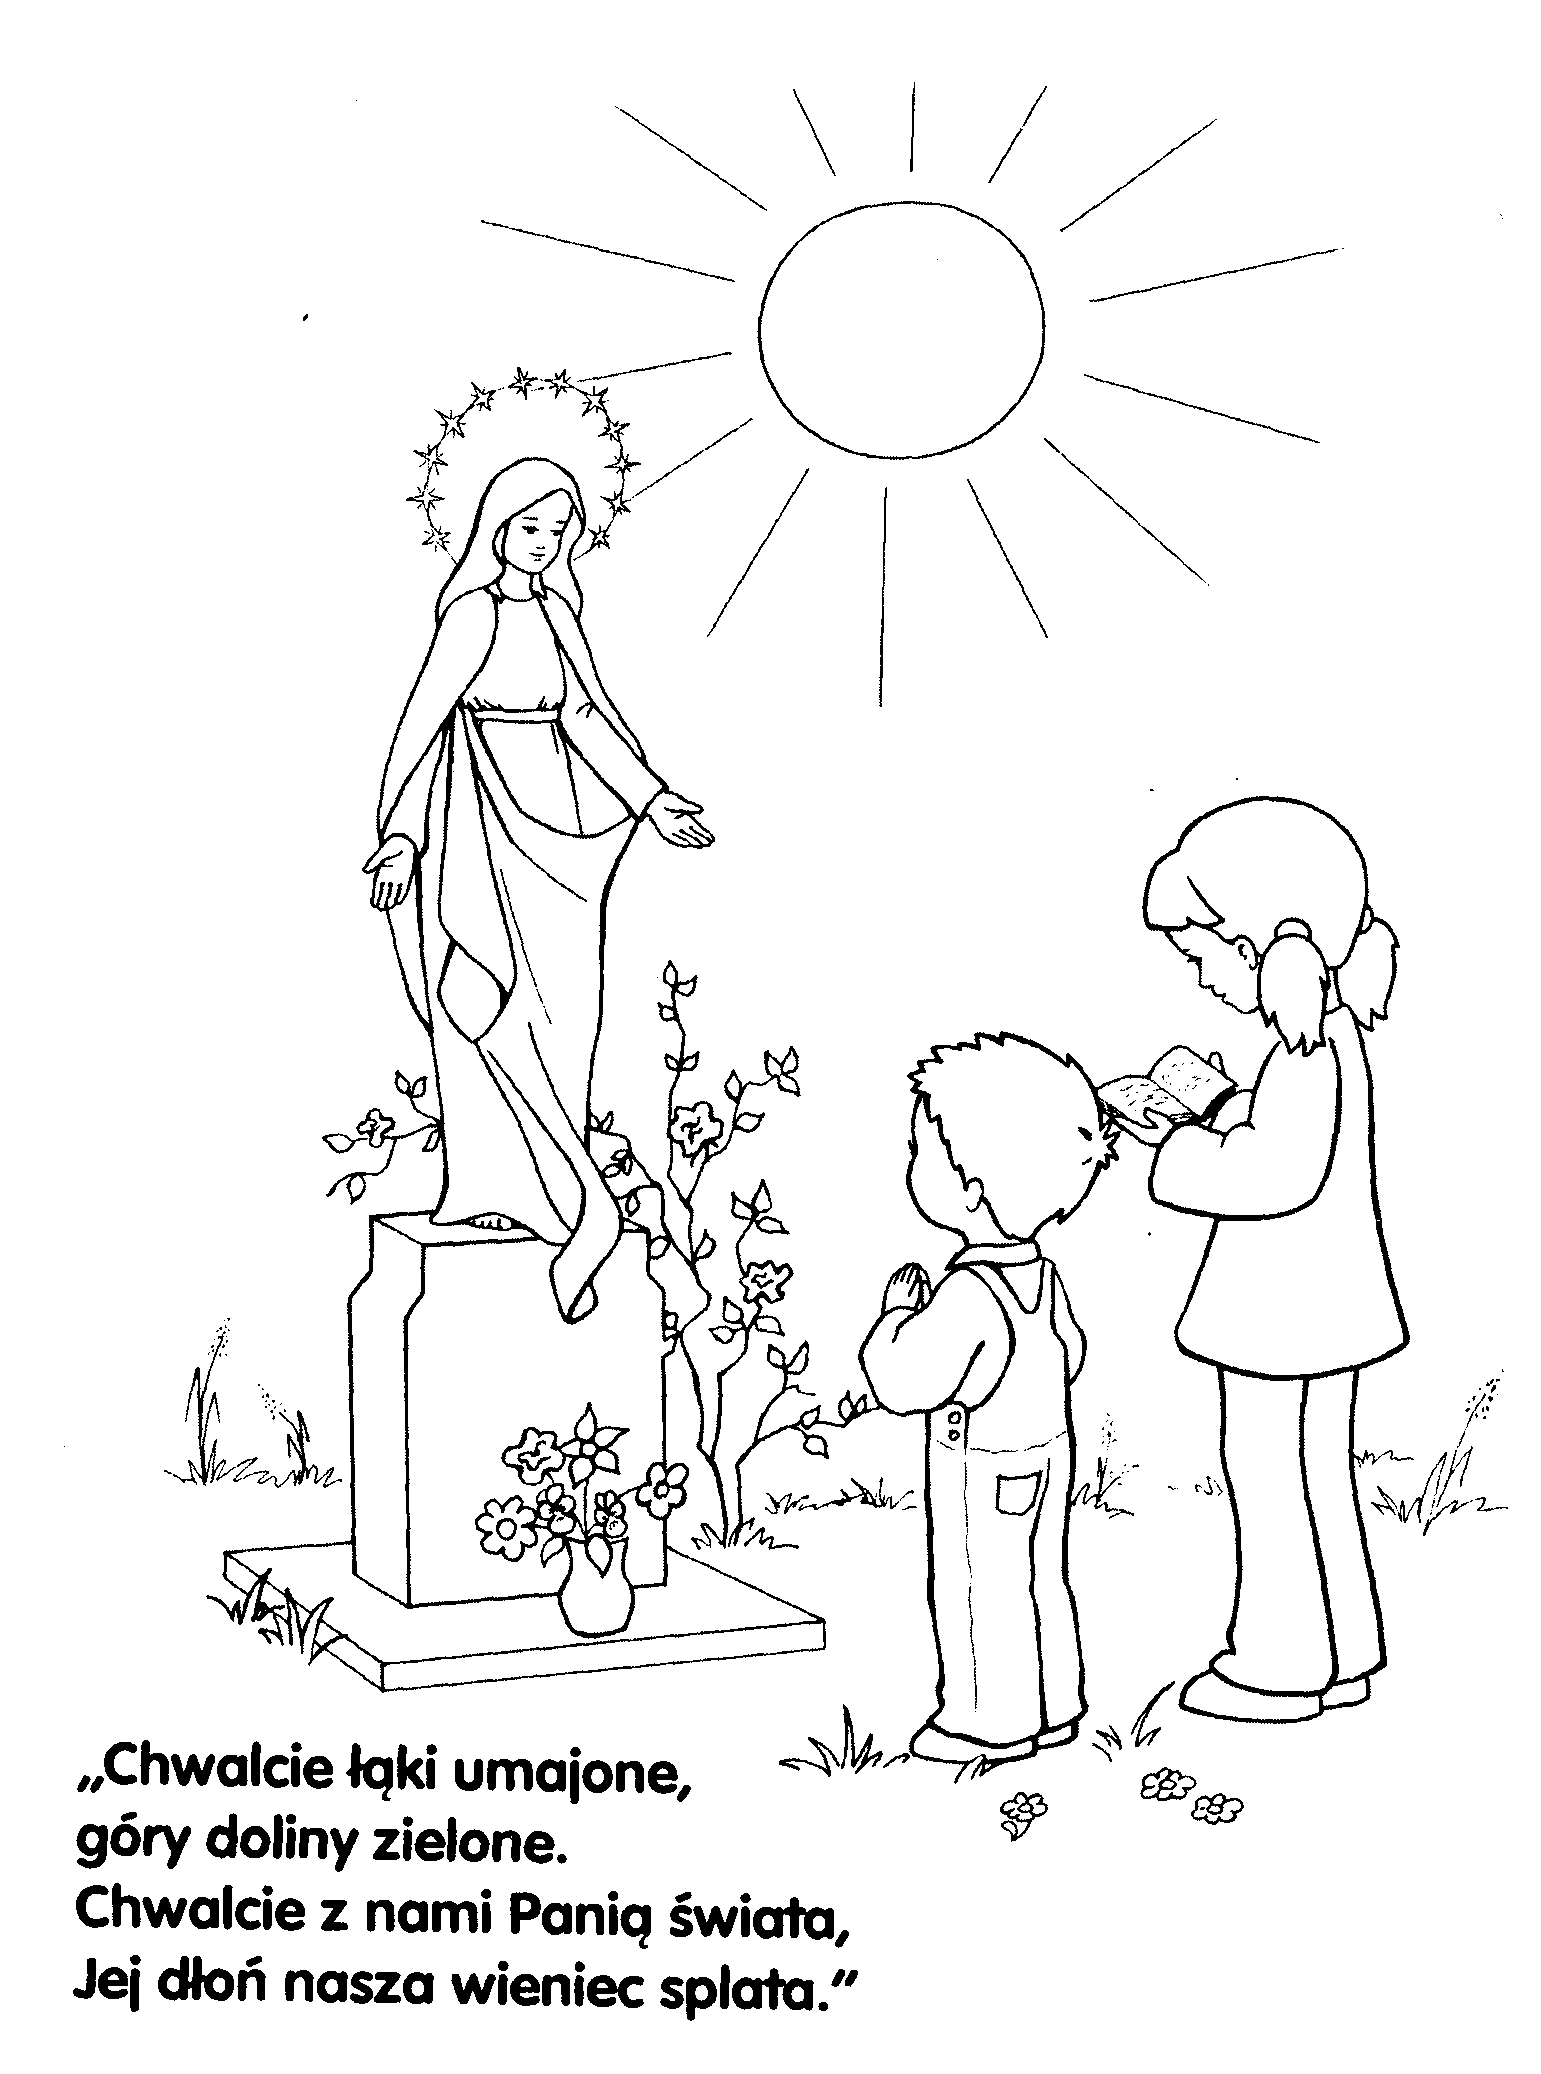 „Chwalcie łąki umajone,
góry doliny zielone.
Chwalcie z nami Panią świata,
Jej dłoń nasza wieniec splata.”